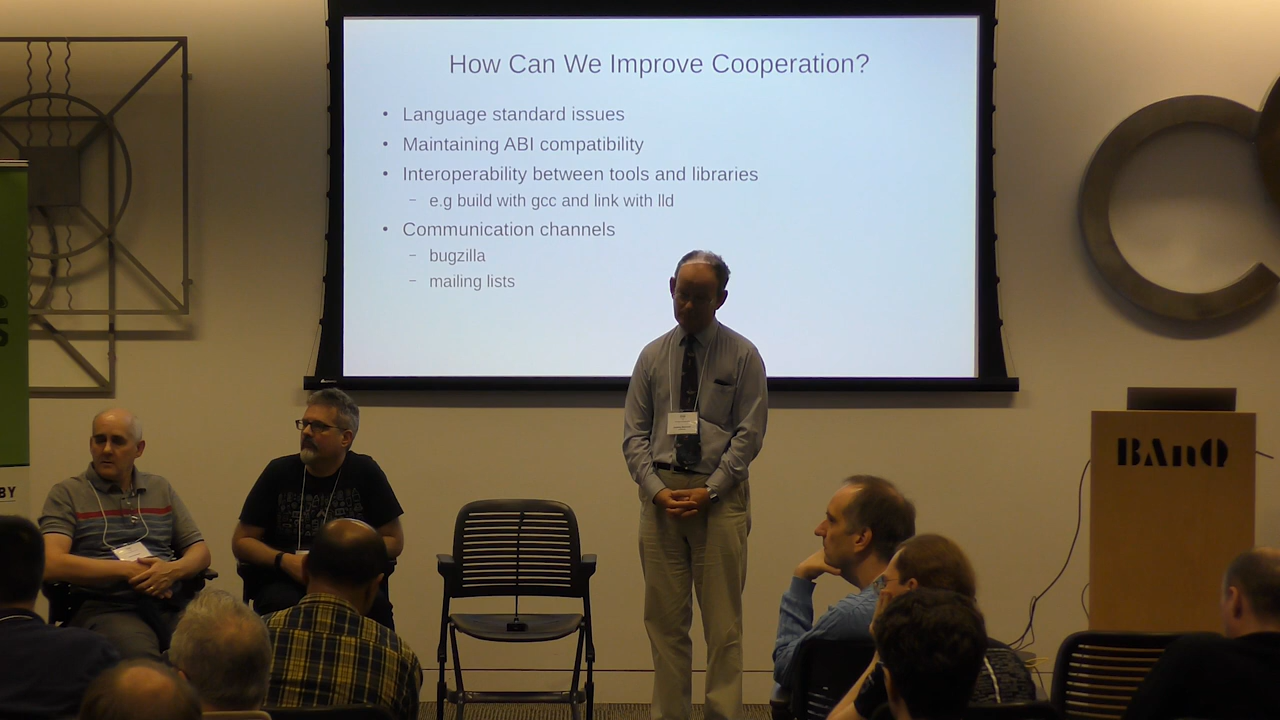 How Can We Improve Cooperation?
• Language standard issues
• Maintaining ABI compatibility
• Interoperability between tools and libraries
– e.g build with gcc and link with lld
• Communication channels
– bugzilla
– mailing lists
BAnQ
BY